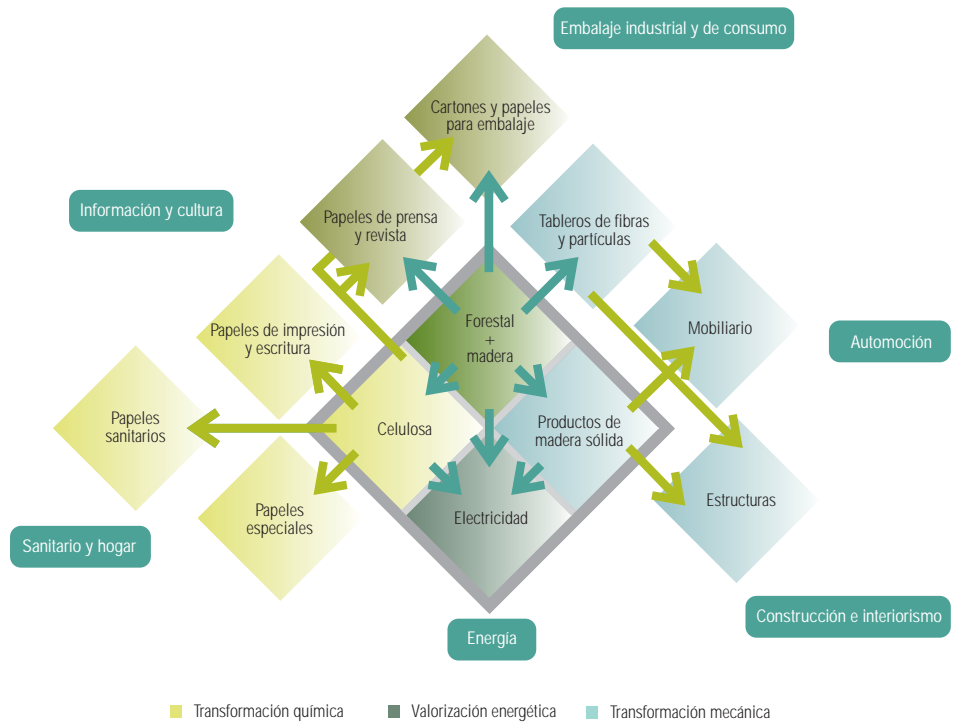 Embalaje industrial y de consumo
Cartones y papeles
para embalaje
Información y cultura
Papeles de prensa
y revista
Tableros de fibras
y partículas
Papeles de impresión
y escritura
Forestal
+
madera
Mobiliario
Automoción
Papeles
sanitarios
Celulosa
Productos de
madera sólida
Papeles
especiales
Electricidad
Estructuras
Sanitario y hogar
Construcción e interiorismo
Energía
Transformación química
Valorización energética
Transformación mecánica